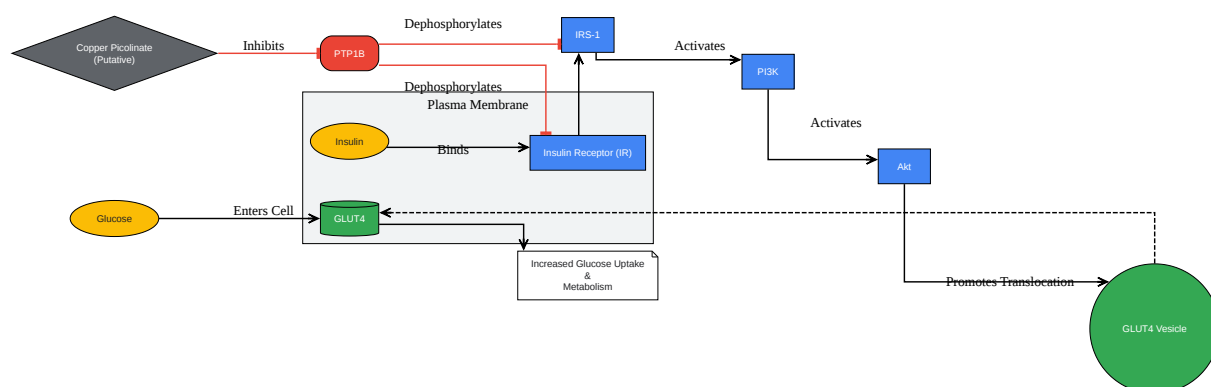 Copper Picolinate
(Putative)
Inhibits
PTP1B
Dephosphorylates
IRS-1
Activates
PI3K
Dephosphorylates
Plasma Membrane
Insulin
Binds
Insulin Receptor (IR)
Activates
Akt
Glucose
Enters Cell
GLUT4
Increased Glucose Uptake
&
Metabolism
Promotes Translocation
GLUT4 Vesicle